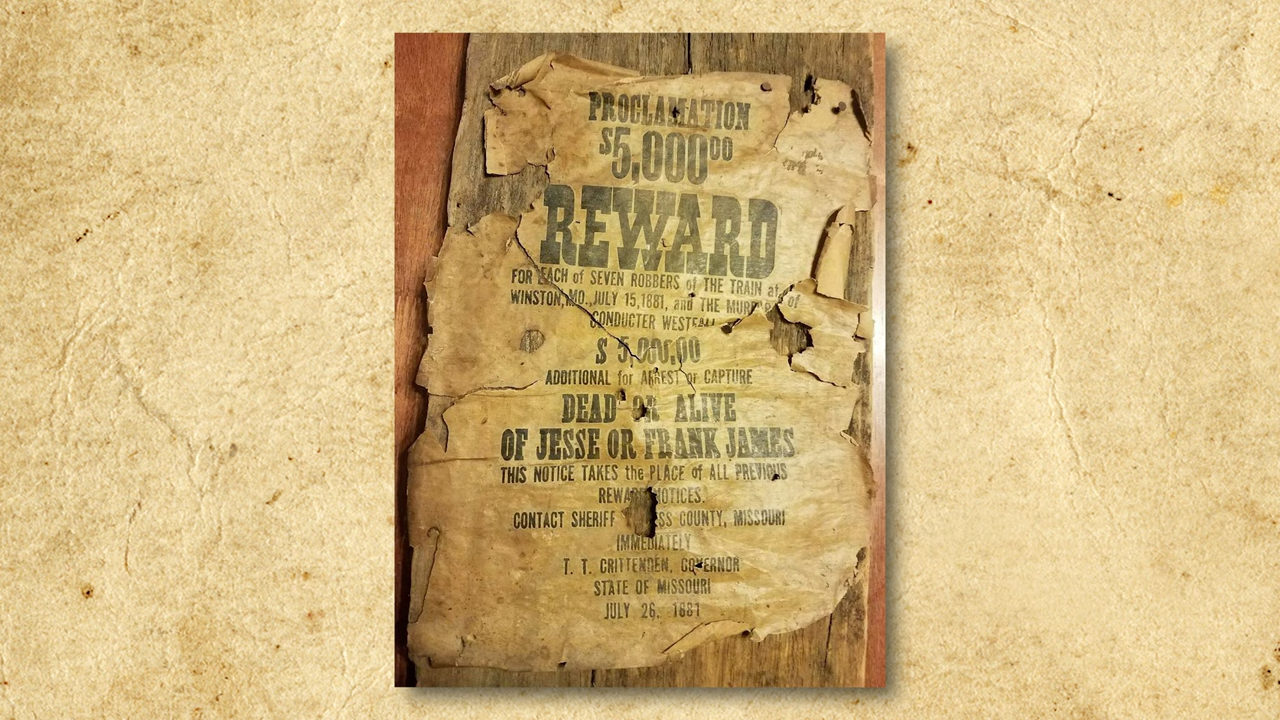 PROCLAMATION
$5,000 00
REWARD
FOR EACH of SEVEN ROBBERS of THE TRAIN at
WINSTON, MO., JULY 15, 1881, and THE MURDER of
CONDUCTER WESTFALL
$ 5,000,00
ADDITIONAL for ARREST or CAPTURE
DEAD OR ALIVE
OF JESSE OR FRANK JAMES
THIS NOTICE TAKES the PLACE of ALL PREVIOUS
REWARD NOTICES.
CONTACT SHERIFF COUNTY, MISSOURI
IMMEDIATELY
T. T. CRITTENDEN, GOVERNOR
STATE OF MISSOURI
JULY 26, 1881